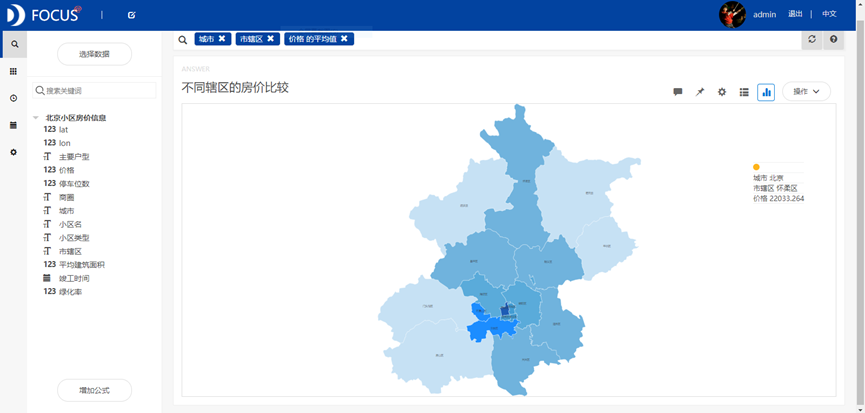 FOCUS
admin
退出
中文
城市
市辖区
价格 的平均值
选择数据
搜索关键词
北京小区房价信息
123 lat
123 lon
主要户型
123 价格
123 停车位数
商圈
城市
小区名
小区类型
市辖区
123 平均建筑面积
竣工时间
123 绿化率
增加公式
ANSWER
不同辖区的房价比较
操作
城市 北京
市辖区 怀柔区
价格 22033.264